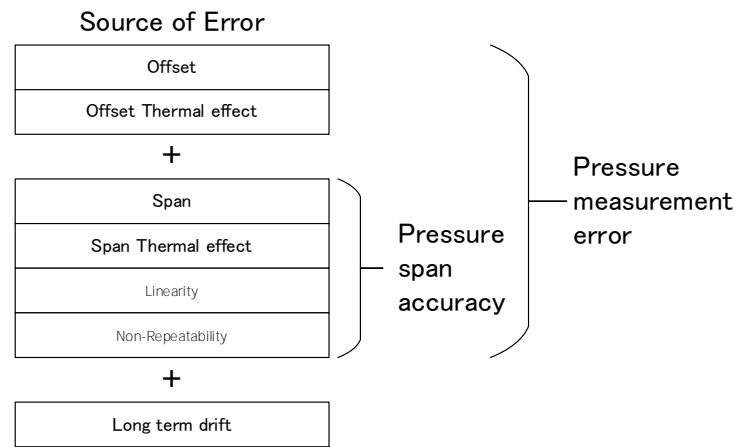 Source of Error
Offset
Offset Thermal effect
+
Span
Span Thermal effect
Linearity
Non-Repeatability
+
Long term drift
Pressure
span
accuracy
Pressure
measurement
error